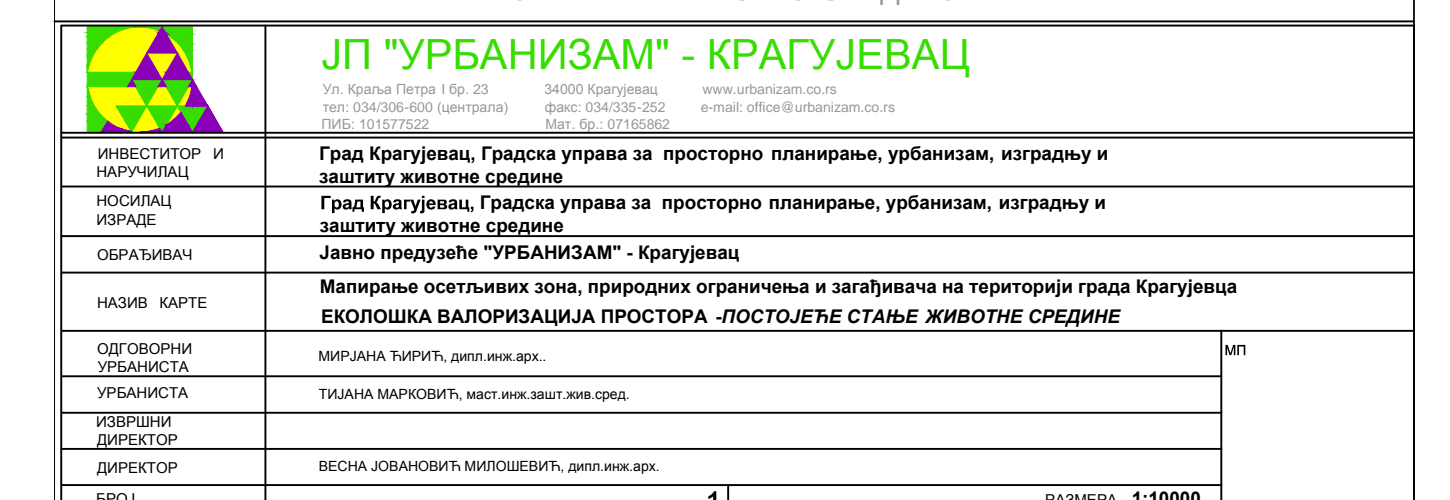 ЈП "УРБАНИЗАМ" - КРАГУЈЕВАЦ
Ул. Краља Петра I бр. 23 34000 Крагујевац www.urbanizam.co.rs
тел: 034/306-600 (централа) факс: 034/335-252 e-mail: office@urbanizam.co.rs
ПИБ: 101577522 Мат. бр.: 07165862
ИНВЕСТИТОР И
НАРУЧИЛАЦ
Град Крагујевац, Градска управа за просторно планирање, урбанизам, изградњу и
заштиту животне средине
НОСИЛАЦ
ИЗРАДЕ
Град Крагујевац, Градска управа за просторно планирање, урбанизам, изградњу и
заштиту животне средине
ОБРАЂИВАЧ
Јавно предузеће "УРБАНИЗАМ" - Крагујевац
НАЗИВ КАРТЕ
Мапирање осетљивих зона, природних ограничења и загађивача на територији града Крагујевца
ЕКОЛОШКА ВАЛОРИЗАЦИЈА ПРОСТОРА -ПОСТОЈЕЋЕ СТАЊЕ ЖИВОТНЕ СРЕДИНЕ
ОДГОВОРНИ
УРБАНИСТА
МИРЈАНА ЋИРИЋ, дипл.инж.арх..
МП
УРБАНИСТА
ТИЈАНА МАРКОВИЋ, маст.инж.зашт.жив.сред.
ИЗВРШНИ
ДИРЕКТОР
ДИРЕКТОР
ВЕСНА ЈОВАНОВИЋ МИЛОШЕВИЋ, дипл.инж.арх.
БРОЈ 1 РАЗМЕРА 1:10000